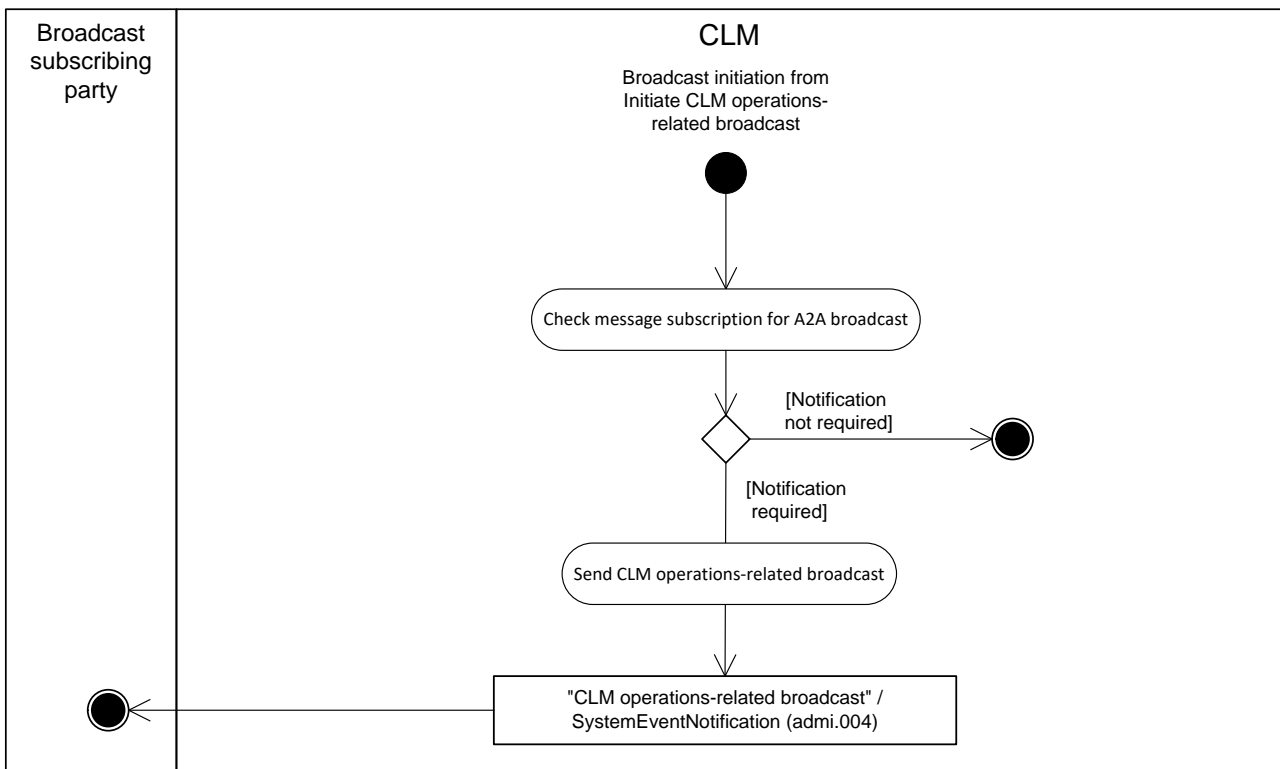 Broadcast
subscribing
party
CLM
Broadcast initiation from
Initiate CLM operations-
related broadcast
Check message subscription for A2A broadcast
[Notification
not required]
[Notification
required]
Send CLM operations-related broadcast
"CLM operations-related broadcast" /
SystemEventNotification (admi.004)